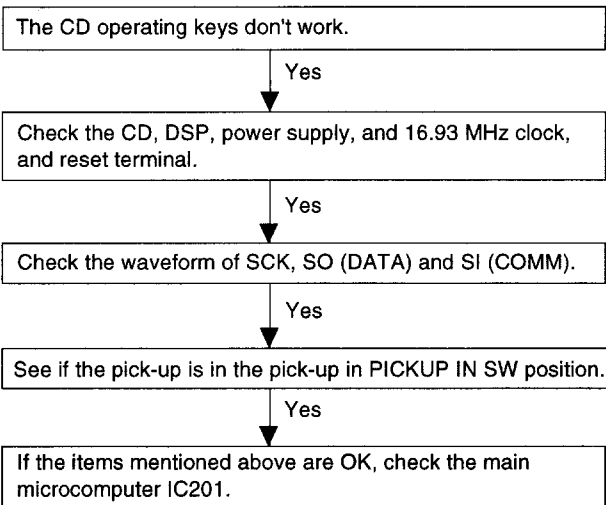 The CD operating keys don't work.
Yes
Check the CD, DSP, power supply, and 16.93 MHz clock,
and reset terminal.
Yes
Check the waveform of SCK, SO (DATA) and SI (COMM).
Yes
See if the pick-up is in the pick-up in PICKUP IN SW position.
Yes
If the items mentioned above are OK, check the main
microcomputer IC201.